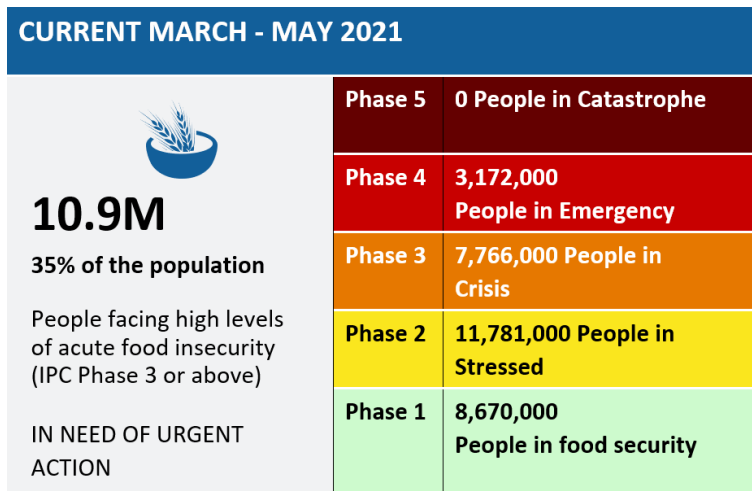 CURRENT MARCH - MAY 2021
10.9M
35% of the population
People facing high levels
of acute food insecurity
(IPC Phase 3 or above)
IN NEED OF URGENT
ACTION
Phase 5
0 People in Catastrophe
Phase 4
3,172,000
People in Emergency
Phase 3
7,766,000 People in
Crisis
Phase 2
11,781,000 People in
Stressed
Phase 1
8,670,000
People in food security